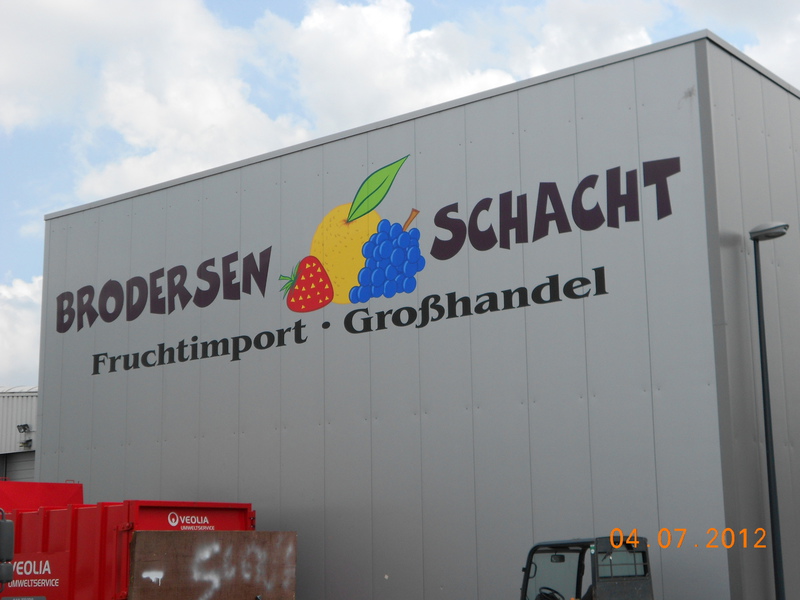 BRODERSEN SCHACHT
Fruchtimport · Großhandel
VEOLIA
UMWELTSERVICE
VEOLIA
UMWELTSERVICE
04.07.2012